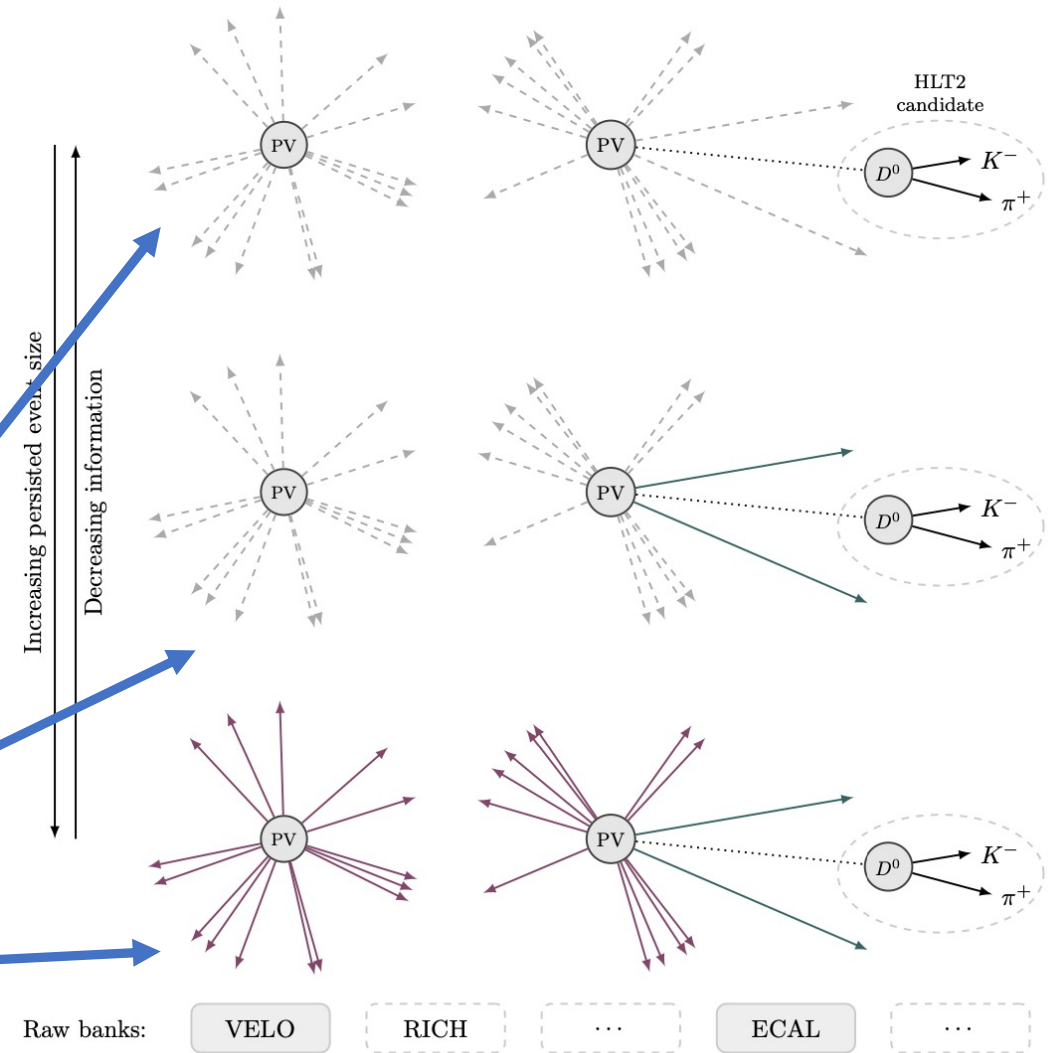 HLT2
candidate
PV
PV
D⁰
K⁻
π⁺
Increasing persisted event size
Decreasing information
PV
PV
D⁰
K⁻
π⁺
PV
PV
D⁰
K⁻
π⁺
Raw banks: VELO RICH ... ECAL ...